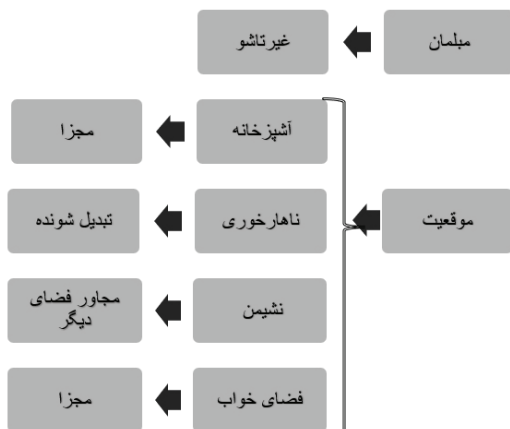 مبلمان
غیرتاشو
موقعیت
آشپزخانه
مجزا
ناهارخوری
تبدیل شونده
نشیمن
مجاور فضای
دیگر
فضای خواب
مجزا